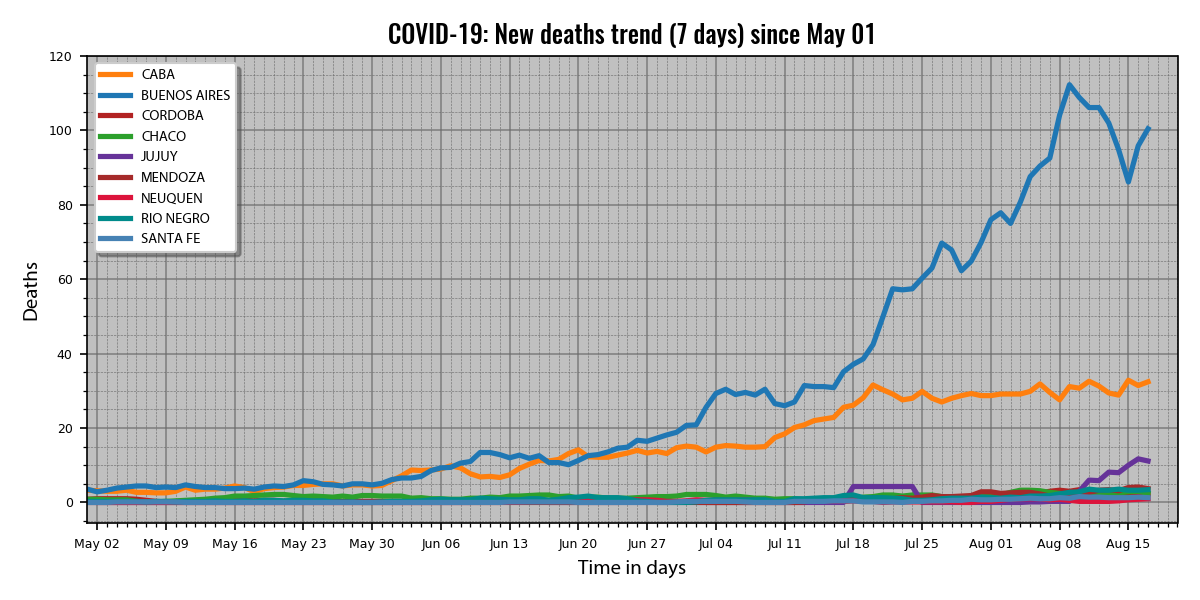 COVID-19: New deaths trend (7 days) since May 01
120
100
80
60
40
20
0
Deaths
CABA
BUENOS AIRES
CORDOBA
CHACO
JUJUY
MENDOZA
NEUQUEN
RIO NEGRO
SANTA FE
May 02 May 09 May 16 May 23 May 30 Jun 06 Jun 13 Jun 20 Jun 27 Jul 04 Jul 11 Jul 18 Jul 25 Aug 01 Aug 08 Aug 15
Time in days